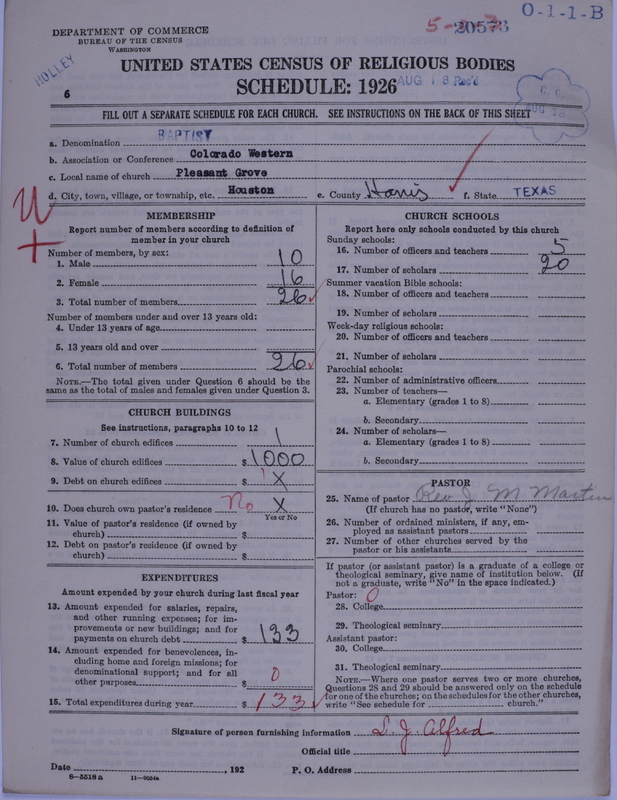 DEPARTMENT OF COMMERCE
BUREAU OF THE CENSUS
WASHINGTON
HOLLEY
6
20573
O-1-1-B
UNITED STATES CENSUS OF RELIGIOUS BODIES
SCHEDULE: 1926
AUG 18 Rec'd
FILL OUT A SEPARATE SCHEDULE FOR EACH CHURCH. SEE INSTRUCTIONS ON THE BACK OF THIS SHEET
a. Denomination BAPTIST
b. Association or Conference Colorado Western
c. Local name of church Pleasant Grove
d. City, town, village, or township, etc. Houston e. County Harris f. State TEXAS
MEMBERSHIP
Report number of members according to definition of
member in your church
Number of members, by sex:
1. Male 10
2. Female 16
3. Total number of members 26
Number of members under and over 13 years old:
4. Under 13 years of age
5. 13 years old and over
6. Total number of members 26
NOTE.—The total given under Question 6 should be the
same as the total of males and females given under Question 3.
CHURCH BUILDINGS
See instructions, paragraphs 10 to 12
7. Number of church edifices 1
8. Value of church edifices $ 1000
9. Debt on church edifices $ X
10. Does church own pastor's residence No X
Yes or No
11. Value of pastor's residence (if owned by
church) $
12. Debt on pastor's residence (if owned by
church) $
EXPENDITURES
Amount expended by your church during last fiscal year
13. Amount expended for salaries, repairs,
and other running expenses; for im-
provements or new buildings; and for
payments on church debt $ 133
14. Amount expended for benevolences, in-
cluding home and foreign missions; for
denominational support; and for all
other purposes $ 0
15. Total expenditures during year $ 133
CHURCH SCHOOLS
Report here only schools conducted by this church
Sunday schools:
16. Number of officers and teachers 5
17. Number of scholars 20
Summer vacation Bible schools:
18. Number of officers and teachers
19. Number of scholars
Week-day religious schools:
20. Number of officers and teachers
21. Number of scholars
Parochial schools:
22. Number of administrative officers
23. Number of teachers—
a. Elementary (grades 1 to 8)
b. Secondary
24. Number of scholars—
a. Elementary (grades 1 to 8)
b. Secondary
PASTOR
25. Name of pastor Rev J. M Martin
(If church has no pastor, write "None")
26. Number of ordained ministers, if any, em-
ployed as assistant pastors
27. Number of other churches served by the
pastor or his assistants
If pastor (or assistant pastor) is a graduate of a college or
theological seminary, give name of institution below. (If
not a graduate, write "No" in the space indicated.)
Pastor: 0
28. College
29. Theological seminary
Assistant pastor:
30. College
31. Theological seminary
NOTE.—Where one pastor serves two or more churches,
Questions 28 and 29 should be answered only on the schedule
for one of the churches; on the schedules for the other churches,
write "See schedule for church."
Signature of person furnishing information S. J. Alfred
Official title
Date , 192 P. O. Address
8—5518 a 11—9034a